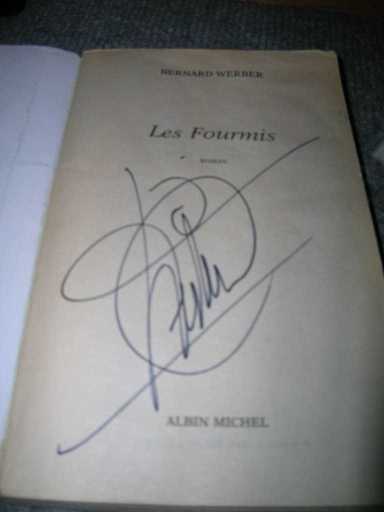 BERNARD WERBER
Les Fourmis
ROMAN
ALBIN MICHEL